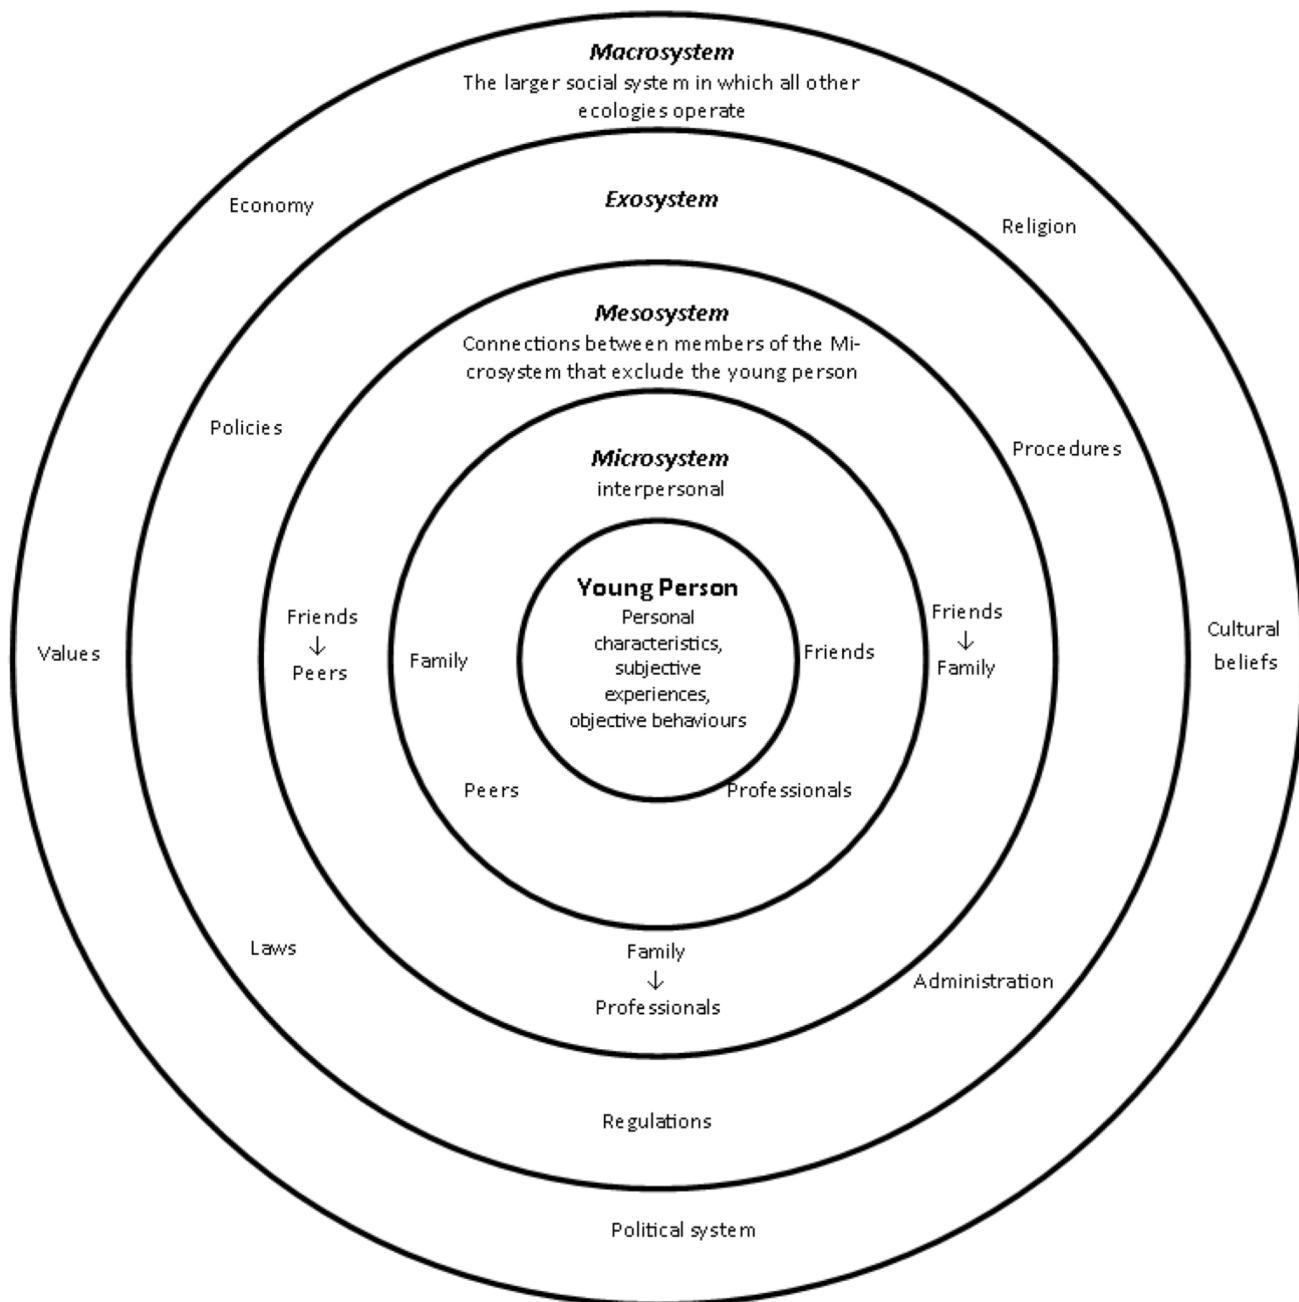 Macrosystem
The larger social system in which all other
ecologies operate
Economy
Religion
Exosystem
Policies
Procedures
Mesosystem
Connections between members of the Mi-
crosystem that exclude the young person
Microsystem
interpersonal
Young Person
Personal
characteristics,
subjective
experiences,
objective behaviours
Values
Friends
↓
Peers
Family
Friends
Friends
↓
Family
Cultural
beliefs
Peers
Professionals
Laws
Family
↓
Professionals
Administration
Regulations
Political system